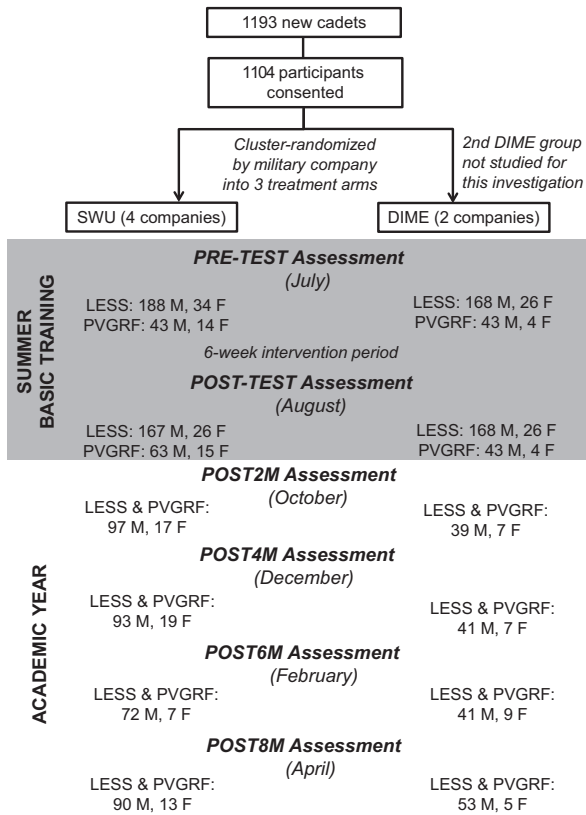 1193 new cadets
1104 participants
consented
Cluster-randomized
by military company
into 3 treatment arms
2nd DIME group
not studied for
this investigation
SWU (4 companies)
DIME (2 companies)
SUMMER
BASIC TRAINING
PRE-TEST Assessment
(July)
LESS: 188 M, 34 F
PVGRF: 43 M, 14 F
LESS: 168 M, 26 F
PVGRF: 43 M, 4 F
6-week intervention period
POST-TEST Assessment
(August)
LESS: 167 M, 26 F
PVGRF: 63 M, 15 F
LESS: 168 M, 26 F
PVGRF: 43 M, 4 F
ACADEMIC YEAR
POST2M Assessment
(October)
LESS & PVGRF:
97 M, 17 F
LESS & PVGRF:
39 M, 7 F
POST4M Assessment
(December)
LESS & PVGRF:
93 M, 19 F
LESS & PVGRF:
41 M, 7 F
POST6M Assessment
(February)
LESS & PVGRF:
72 M, 7 F
LESS & PVGRF:
41 M, 9 F
POST8M Assessment
(April)
LESS & PVGRF:
90 M, 13 F
LESS & PVGRF:
53 M, 5 F